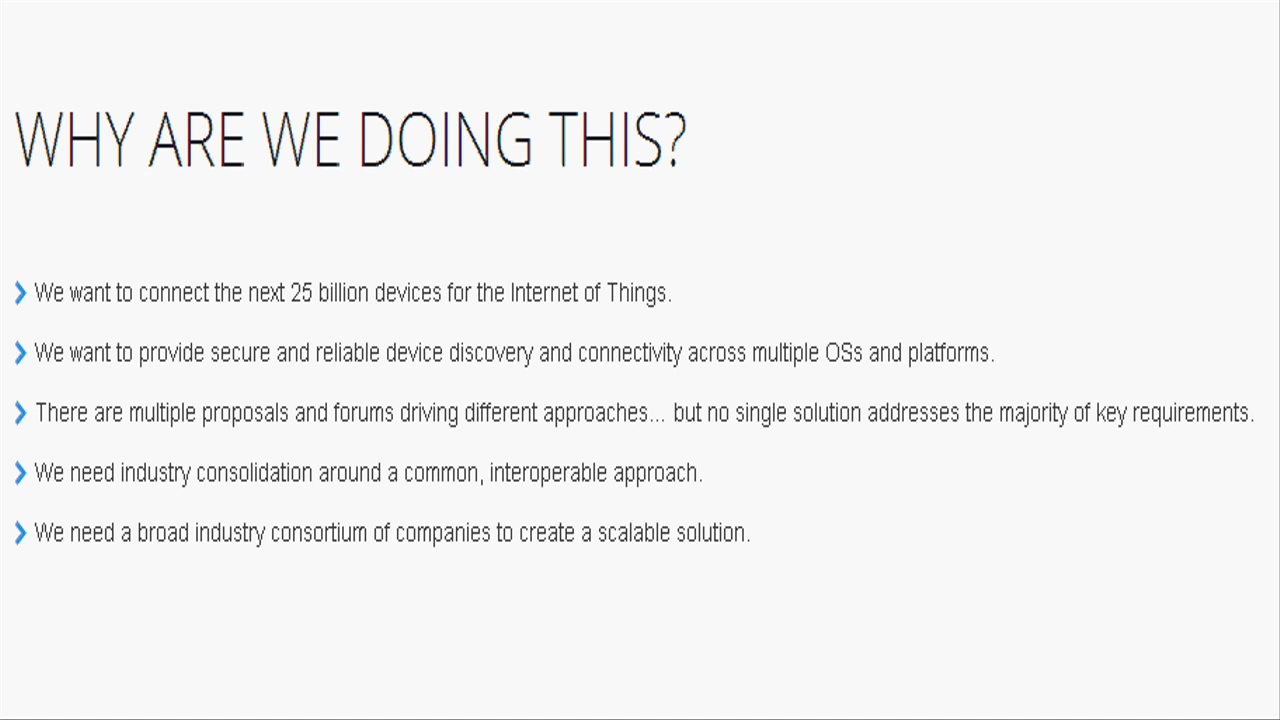 WHY ARE WE DOING THIS?
We want to connect the next 25 billion devices for the Internet of Things.
We want to provide secure and reliable device discovery and connectivity across multiple OSs and platforms.
There are multiple proposals and forums driving different approaches... but no single solution addresses the majority of key requirements.
We need industry consolidation around a common, interoperable approach.
We need a broad industry consortium of companies to create a scalable solution.